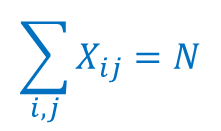 ∑_{i,j} X_{ij} = N